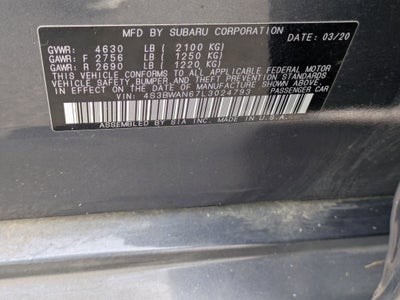 MFD BY SUBARU CORPORATION
DATE: 03/20
GVWR: 4630 LB ( 2100 KG)
GAWR: F 2756 LB ( 1250 KG)
GAWR: R 2690 LB ( 1220 KG)
THIS VEHICLE CONFORMS TO ALL APPLICABLE FEDERAL MOTOR
VEHICLE SAFETY, BUMPER, AND THEFT PREVENTION STANDARDS
IN EFFECT ON THE DATE OF MANUFACTURE SHOWN ABOVE.
VIN: 4S3BWAN67L3024793 PASSENGER CAR
ASSEMBLED BY SIA INC. MADE IN U.S.A.